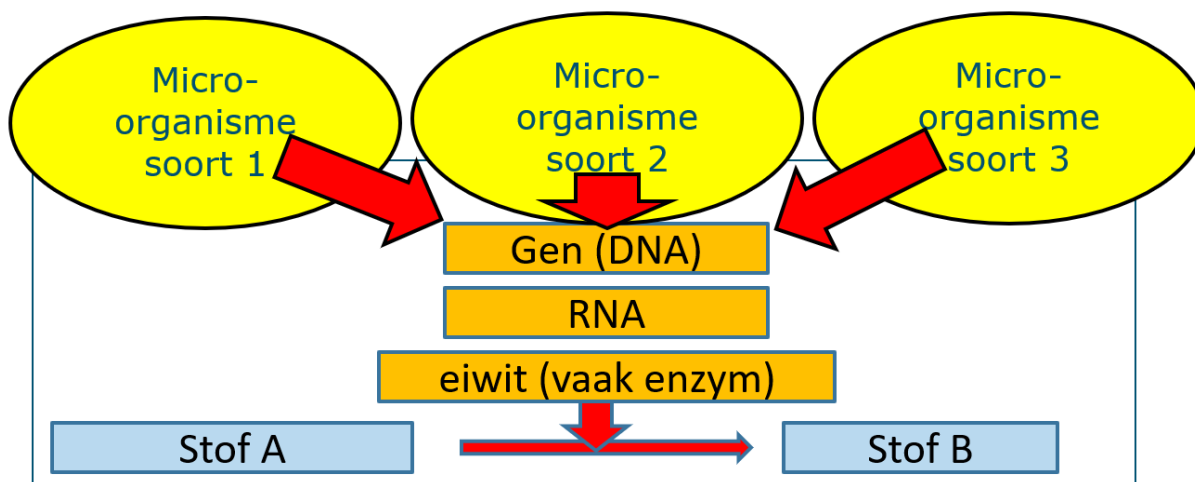 Micro-
organisme
soort 1
Micro-
organisme
soort 2
Micro-
organisme
soort 3
Gen (DNA)
RNA
eiwit (vaak enzym)
Stof A
Stof B